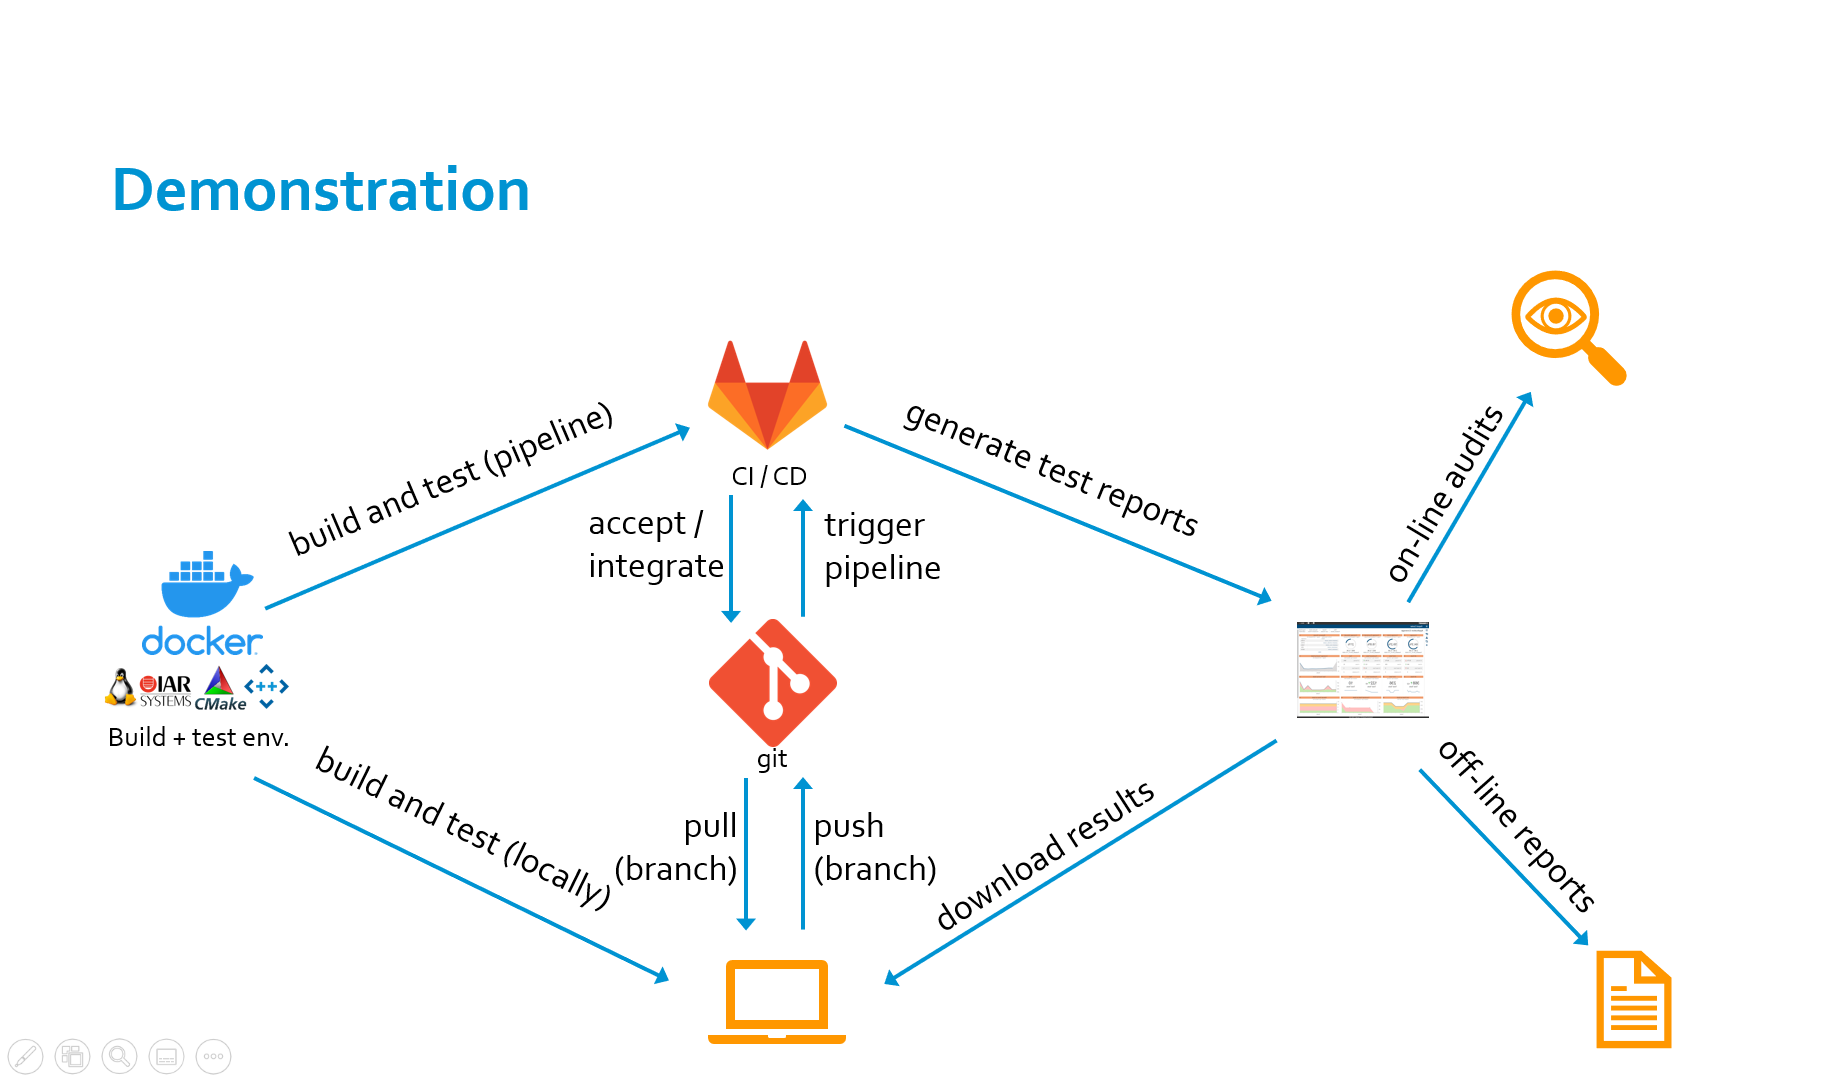 Demonstration
build and test (pipeline)
CI / CD
generate test reports
on-line audits
accept /
integrate
trigger
pipeline
docker
IAR
SYSTEMS
CMake
++
Build + test env.
git
build and test (locally)
pull
(branch)
push
(branch)
download results
off-line reports